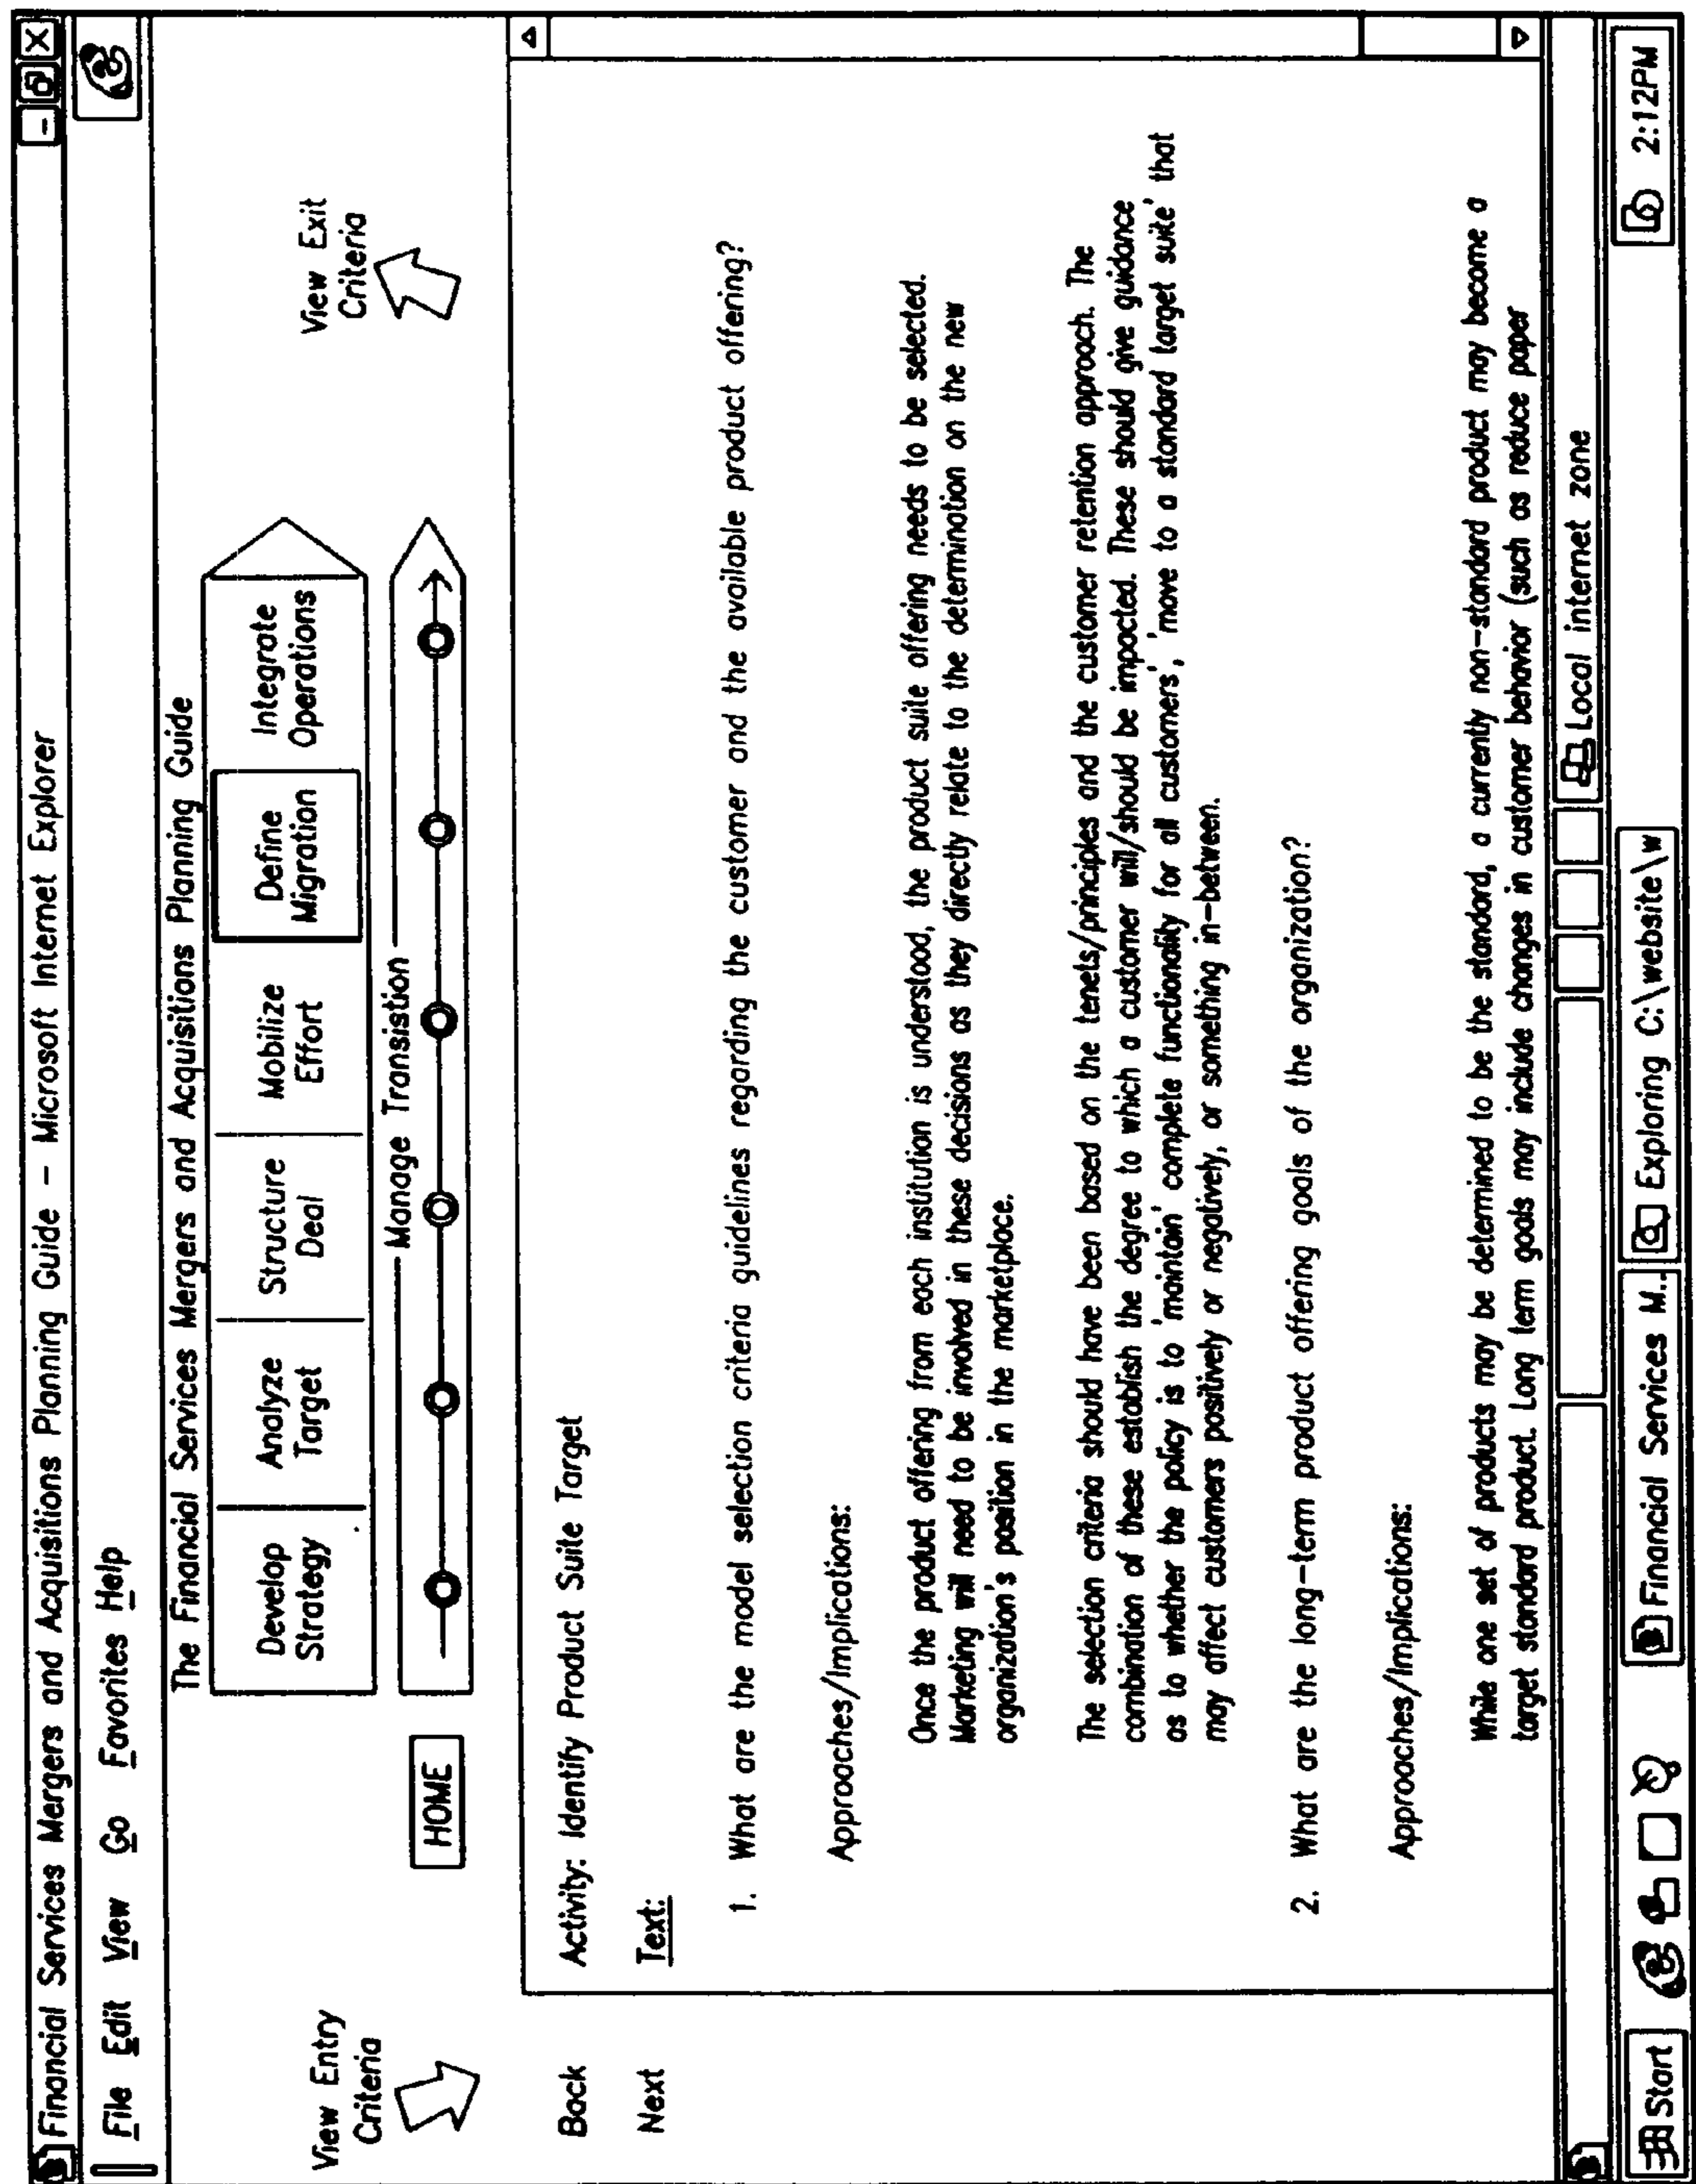 Financial Services Mergers and Acquisitions Planning Guide – Microsoft Internet Explorer
File Edit View Go Favorites Help
The Financial Services Mergers and Acquisitions Planning Guide
View Entry
Criteria
Develop
Strategy
Analyze
Target
Structure
Deal
Mobilize
Effort
Define
Migration
Integrate
Operations
View Exit
Criteria
HOME
Manage Transistion
Back
Next
Activity: Identify Product Suite Target
Text:
1. What are the model selection criteria guidelines regarding the customer and the available product offering?
Approaches/Implications:
Once the product offering from each institution is understood, the product suite offering needs to be selected.
Marketing will need to be involved in these decisions as they directly relate to the determination on the new
organization's position in the marketplace.
The selection criteria should have been based on the tenets/principles and the customer retention approach. The
combination of these establish the degree to which a customer will/should be impacted. These should give guidance
as to whether the policy is to 'maintain' complete functionality for all customers', 'move to a standard target suite' that
may affect customers positively or negatively, or something in-between.
2. What are the long-term product offering goals of the organization?
Approaches/Implications:
While one set of products may be determined to be the standard, a currently non-standard product may become a
target standard product. Long term goals may include changes in customer behavior (such as reduce paper
Local internet zone
Start
Financial Services M..
Exploring C:\website\w
2:12PM